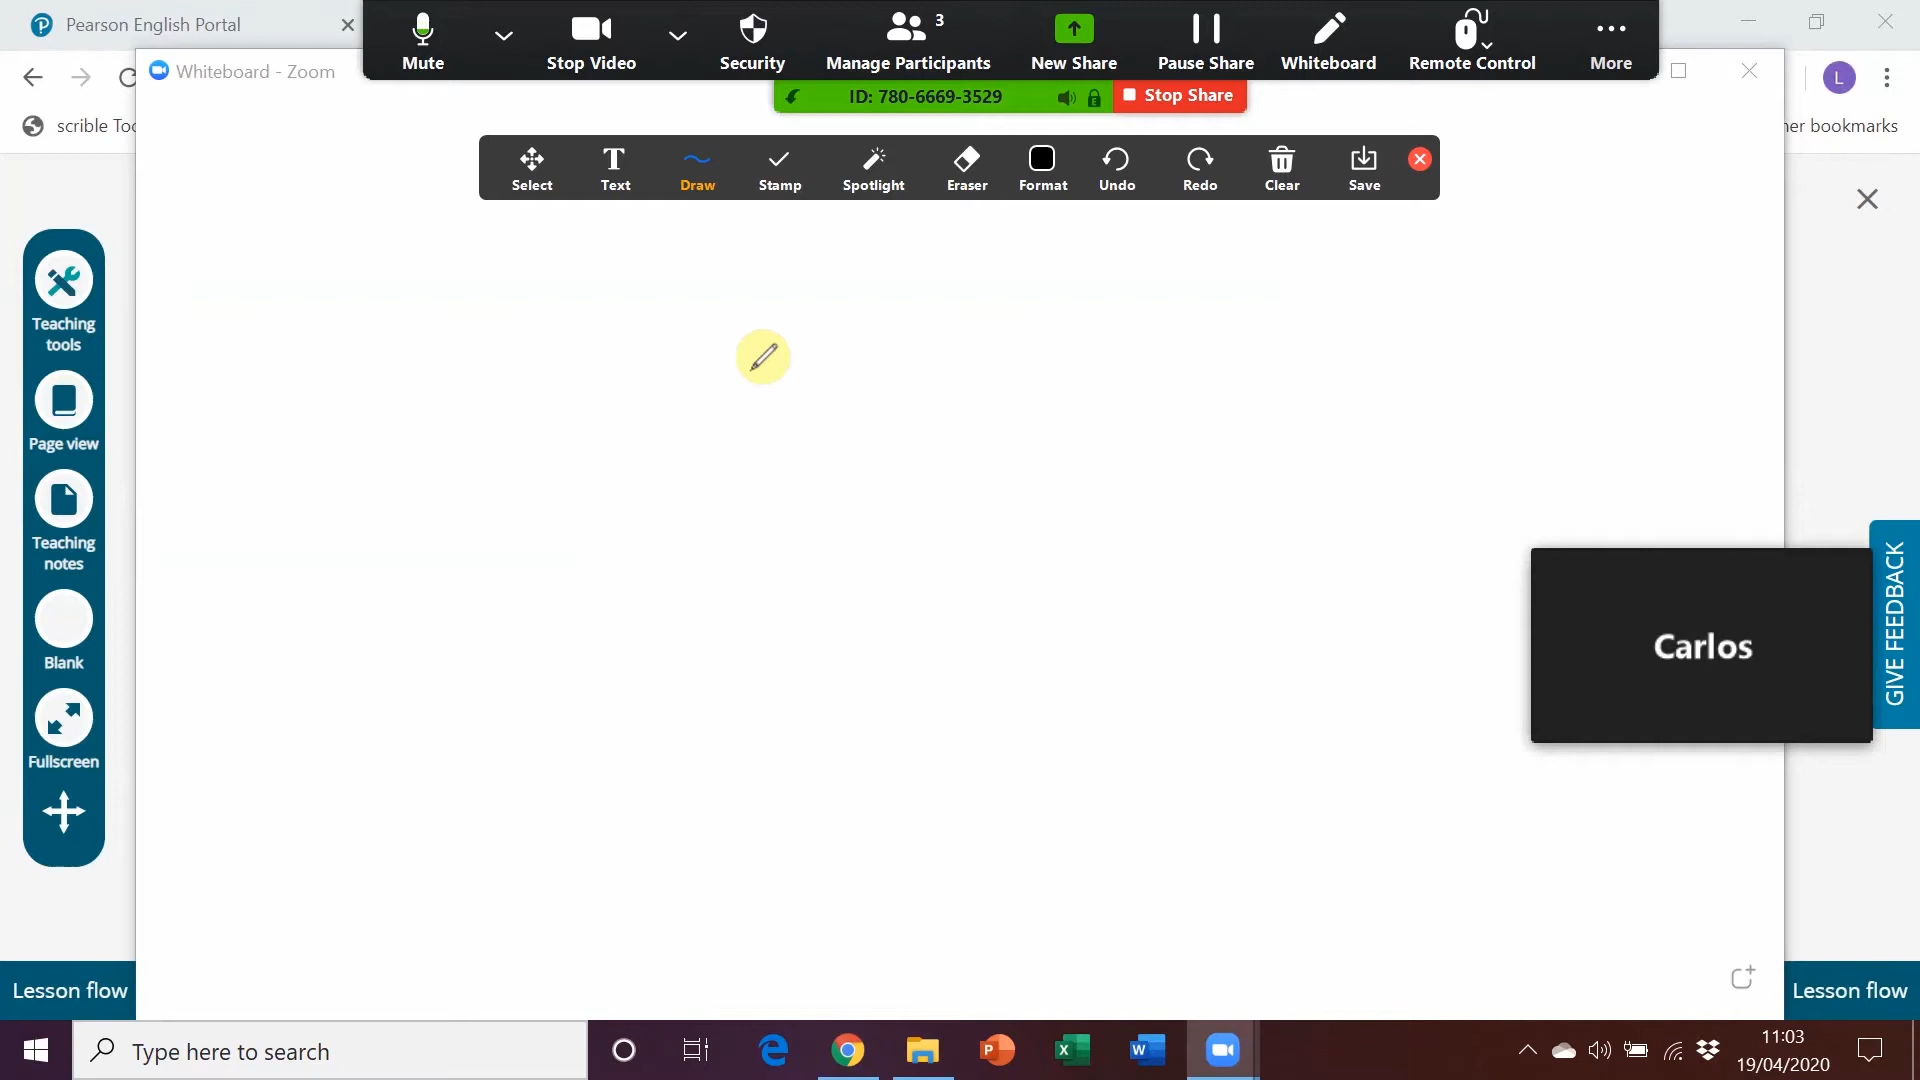 Pearson English Portal
Mute
Stop Video
Security
Manage Participants
3
New Share
Pause Share
Whiteboard
Remote Control
More
Whiteboard - Zoom
ID: 780-6669-3529
Stop Share
L
scrible Too
her bookmarks
Select
Text
Draw
Stamp
Spotlight
Eraser
Format
Undo
Redo
Clear
Save
Teaching
tools
Page view
Teaching
notes
Blank
Fullscreen
Carlos
GIVE FEEDBACK
Lesson flow
Lesson flow
Type here to search
11:03
19/04/2020